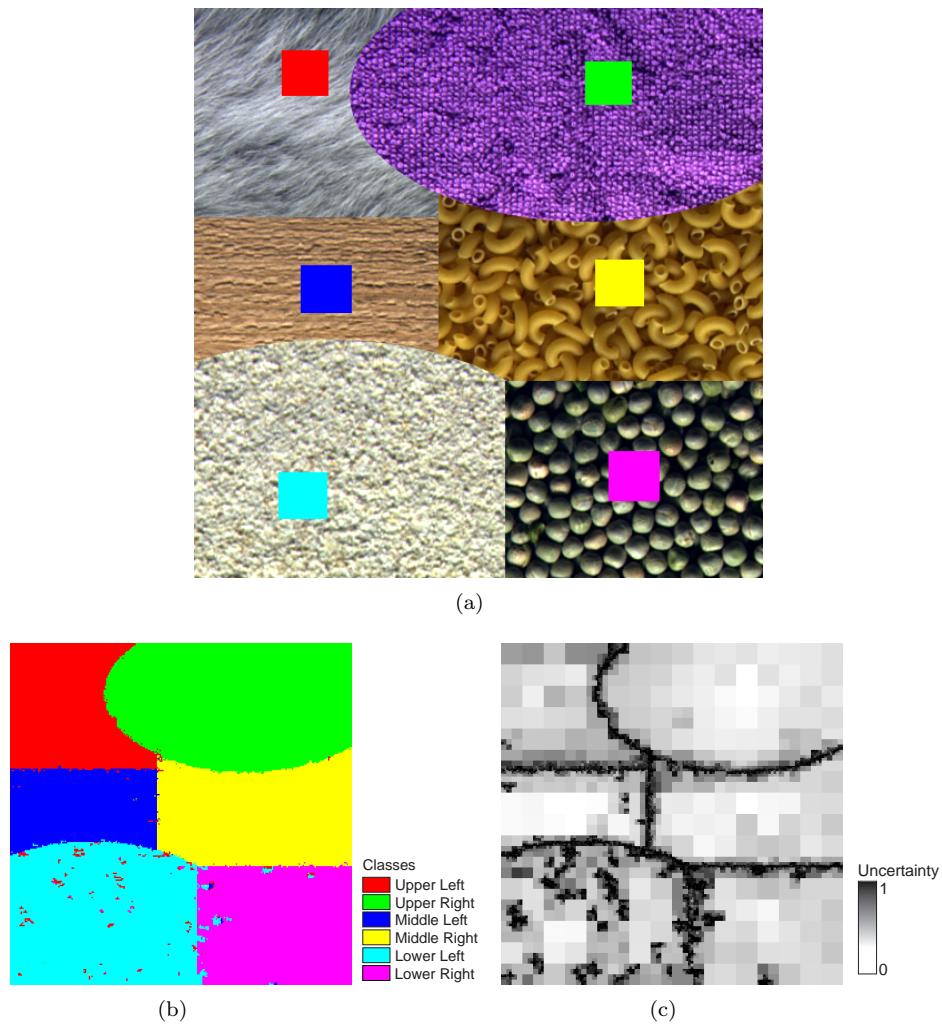 (a)
Classes
Upper Left
Upper Right
Middle Left
Middle Right
Lower Left
Lower Right
(b)
Uncertainty
1
0
(c)